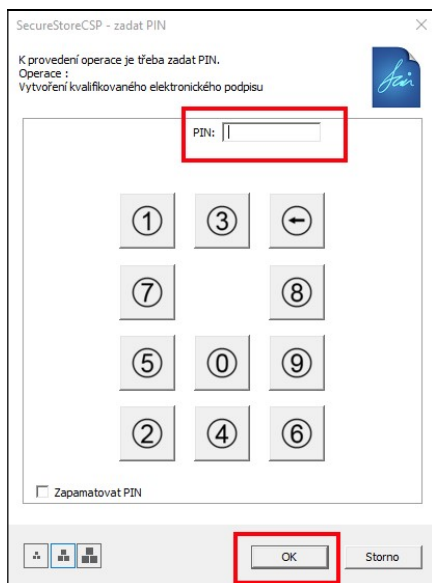 SecureStoreCSP - zadat PIN
K provedení operace je třeba zadat PIN.
Operace :
Vytvoření kvalifikovaného elektronického podpisu
PIN:
1 3 ←
7 8
5 0 9
2 4 6
Zapamatovat PIN
OK Storno